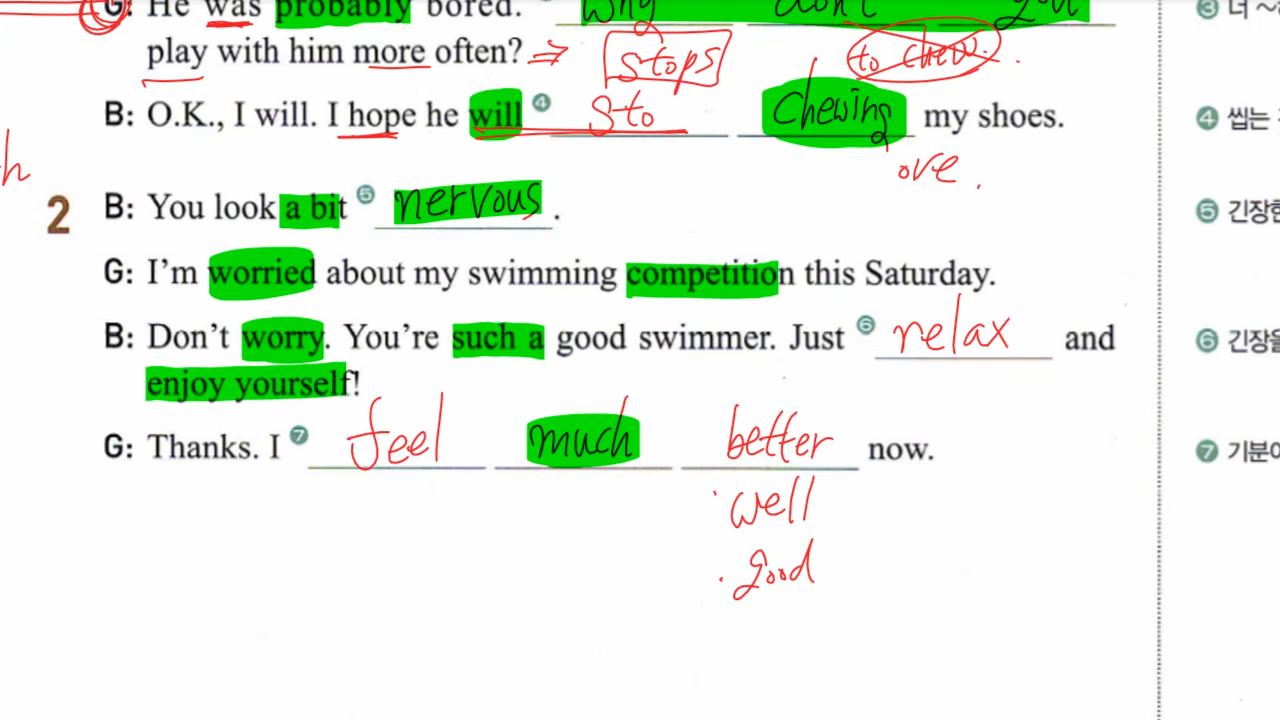 G: He was probably bored. why don't you
play with him more often? ⇒ stops to chew.
B: O.K., I will. I hope he will ④ sto chewing my shoes.
ove.
2 B: You look a bit ⑤ nervous.
G: I'm worried about my swimming competition this Saturday.
B: Don't worry. You're such a good swimmer. Just ⑥ relax and
enjoy yourself!
G: Thanks. I ⑦ feel much better now.
· well
· good
③ 너
④ 씹는
⑤ 긴장한
⑥ 긴장을
⑦ 기분이